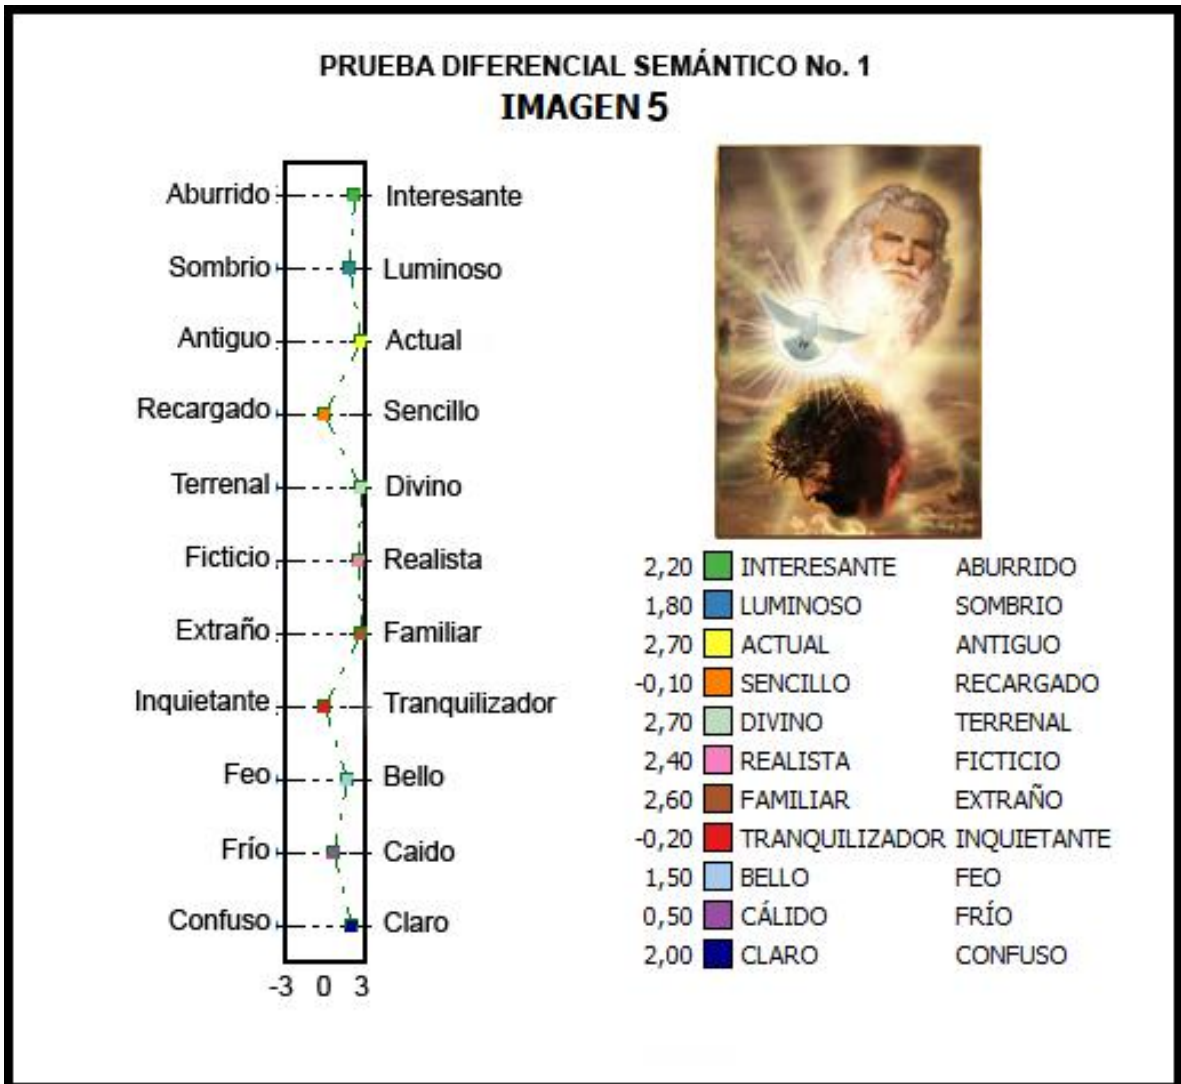 PRUEBA DIFERENCIAL SEMÁNTICO No. 1
IMAGEN 5
Aburrido Interesante
Sombrio Luminoso
Antiguo Actual
Recargado Sencillo
Terrenal Divino
Ficticio Realista
Extraño Familiar
Inquietante Tranquilizador
Feo Bello
Frío Caido
Confuso Claro
-3 0 3
2,20 INTERESANTE ABURRIDO
1,80 LUMINOSO SOMBRIO
2,70 ACTUAL ANTIGUO
-0,10 SENCILLO RECARGADO
2,70 DIVINO TERRENAL
2,40 REALISTA FICTICIO
2,60 FAMILIAR EXTRAÑO
-0,20 TRANQUILIZADOR INQUIETANTE
1,50 BELLO FEO
0,50 CÁLIDO FRÍO
2,00 CLARO CONFUSO